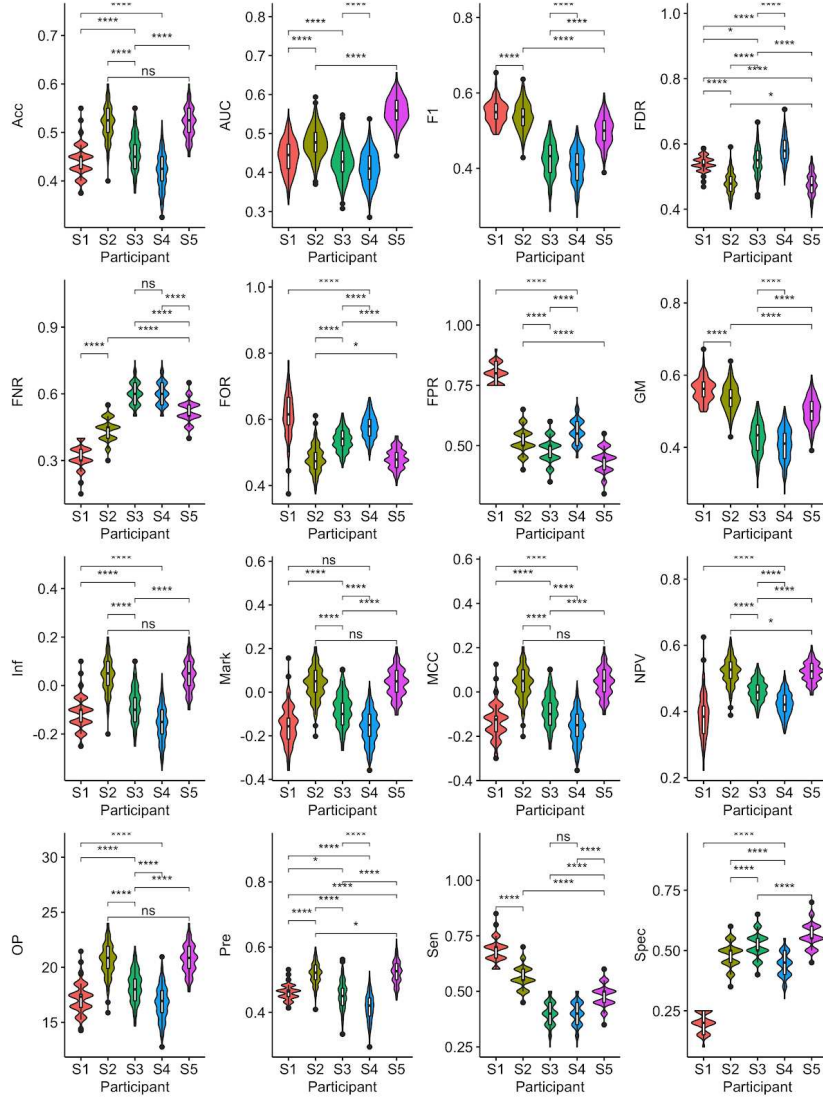 **** **** **** ****
**** **** **** *
**** **** **** ****
ns **** ****
**** *
0.7 0.8 1.0
0.6 0.7 0.6
0.5 0.6 0.8
0.4 0.5 0.4 0.6
0.4
0.3 0.4
Acc AUC F1 FDR
S1 S2 S3 S4 S5 S1 S2 S3 S4 S5 S1 S2 S3 S4 S5 S1 S2 S3 S4 S5
Participant Participant Participant Participant
ns **** **** ****
**** **** **** ****
**** **** **** ****
**** **** **** ****
**** *
0.9 0.8 1.00 0.6
0.6 0.6 0.75
0.3 0.4 0.50 0.4
FNR FOR FPR GM
S1 S2 S3 S4 S5 S1 S2 S3 S4 S5 S1 S2 S3 S4 S5 S1 S2 S3 S4 S5
Participant Participant Participant Participant
**** ns **** ****
**** **** **** ****
**** **** **** ****
**** **** **** ****
ns **** **** *
ns ns
0.4 0.6 0.6 0.8
0.2 0.4 0.4 0.6
0.0 0.2 0.2
-0.2 0.0 0.0 0.4
-0.2 -0.2
-0.4 -0.4 0.2
Inf Mark MCC NPV
S1 S2 S3 S4 S5 S1 S2 S3 S4 S5 S1 S2 S3 S4 S5 S1 S2 S3 S4 S5
Participant Participant Participant Participant
**** **** ns ****
**** **** **** ****
**** * **** ****
**** **** **** ****
**** **** ****
ns **** ****
*
30 0.8 1.00
25 0.75 0.75
20 0.6 0.50 0.50
15 0.4 0.25 0.25
OP Pre Sen Spec
S1 S2 S3 S4 S5 S1 S2 S3 S4 S5 S1 S2 S3 S4 S5 S1 S2 S3 S4 S5
Participant Participant Participant Participant